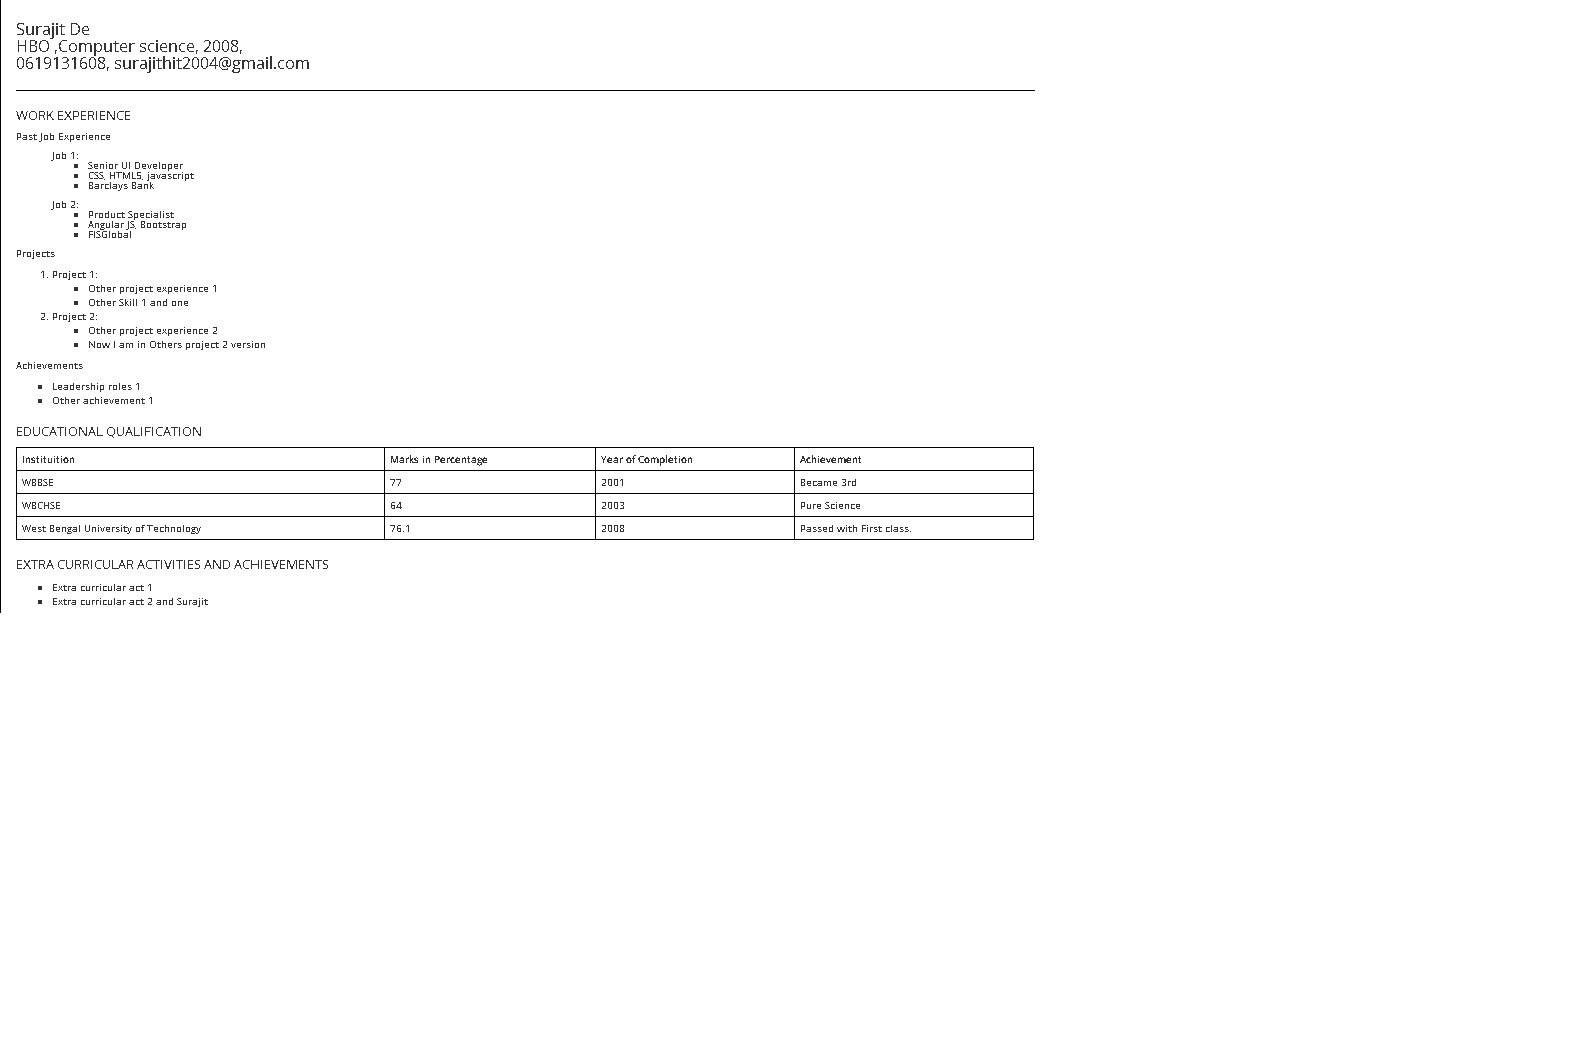 Surajit De
HBO ,Computer science, 2008,
0619131608, surajithit2004@gmail.com
WORK EXPERIENCE
Past Job Experience
Job 1:
▪ Senior UI Developer
▪ CSS, HTML5, javascript
▪ Barclays Bank
Job 2:
▪ Product Specialist
▪ Angular JS, Bootstrap
▪ FISGlobal
Projects
1. Project 1:
▪ Other project experience 1
▪ Other Skill 1 and one
2. Project 2:
▪ Other project experience 2
▪ Now I am in Others project 2 version
Achievements
▪ Leadership roles 1
▪ Other achievement 1
EDUCATIONAL QUALIFICATION
Instituition Marks in Percentage Year of Completion Achievement
WBBSE 77 2001 Became 3rd
WBCHSE 64 2003 Pure Science
West Bengal University of Technology 76.1 2008 Passed with First class.
EXTRA CURRICULAR ACTIVITIES AND ACHIEVEMENTS
▪ Extra curricular act 1
▪ Extra curricular act 2 and Surajit